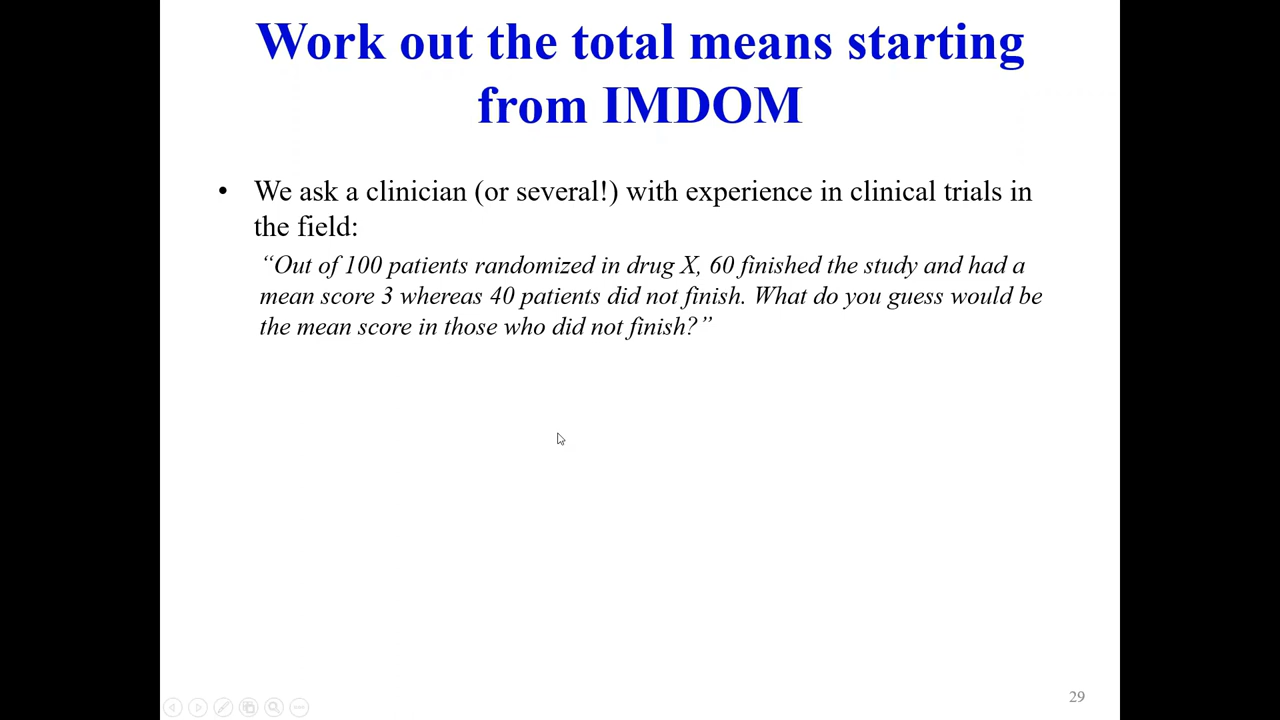 Work out the total means starting
from IMDOM
• We ask a clinician (or several!) with experience in clinical trials in
the field:
“Out of 100 patients randomized in drug X, 60 finished the study and had a
mean score 3 whereas 40 patients did not finish. What do you guess would be
the mean score in those who did not finish?”
29